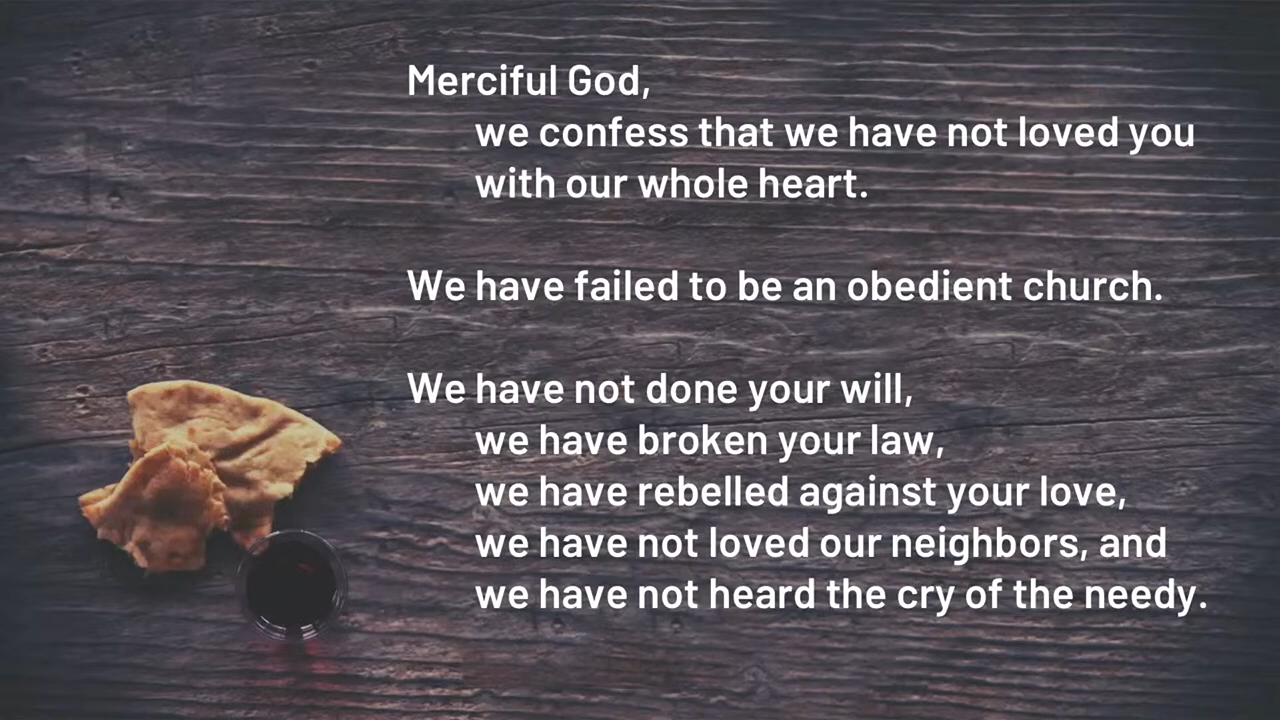 Merciful God,
we confess that we have not loved you
with our whole heart.
We have failed to be an obedient church.
We have not done your will,
we have broken your law,
we have rebelled against your love,
we have not loved our neighbors, and
we have not heard the cry of the needy.